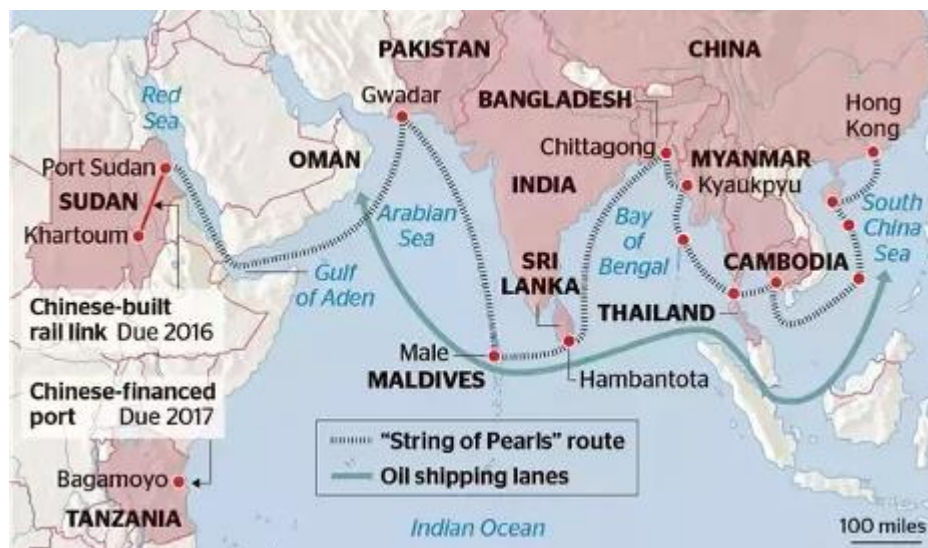 PAKISTAN
CHINA
Gwadar
BANGLADESH
Hong
Kong
Red
Sea
Chittagong
OMAN
MYANMAR
Port Sudan
INDIA
Kyaukpyu
SUDAN
Arabian
Sea
Bay
of
Bengal
South
China
Sea
Khartoum
SRI
LANKA
CAMBODIA
Gulf
of Aden
THAILAND
Chinese-built
rail link Due 2016
Male
MALDIVES
Hambantota
Chinese-financed
port Due 2017
"String of Pearls" route
Oil shipping lanes
Bagamoyo
TANZANIA
Indian Ocean
100 miles